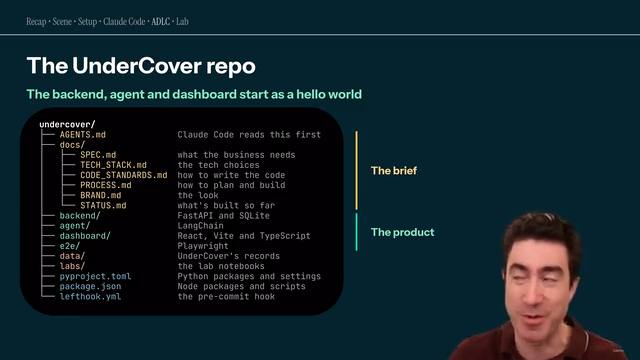 Recap • Scene • Setup • Claude Code • ADLC • Lab
The UnderCover repo
The backend, agent and dashboard start as a hello world
undercover/
├── AGENTS.md Claude Code reads this first
├── docs/
│ ├── SPEC.md what the business needs
│ ├── TECH_STACK.md the tech choices
│ ├── CODE_STANDARDS.md how to write the code
│ ├── PROCESS.md how to plan and build
│ ├── BRAND.md the look
│ └── STATUS.md what's built so far
├── backend/ FastAPI and SQLite
├── agent/ LangChain
├── dashboard/ React, Vite and TypeScript
├── e2e/ Playwright
├── data/ UnderCover's records
├── labs/ the lab notebooks
├── pyproject.toml Python packages and settings
├── package.json Node packages and scripts
└── lefthook.yml the pre-commit hook
The brief
The product